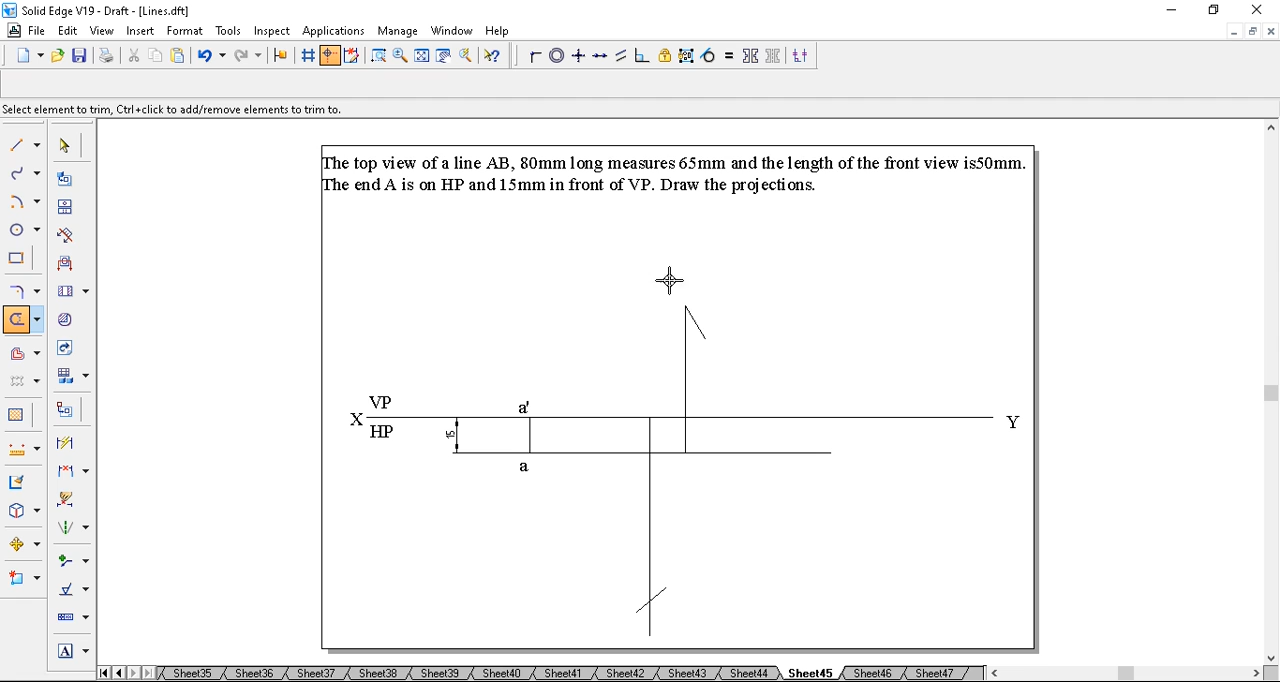 Solid Edge V19 - Draft - [Lines.dft]
File Edit View Insert Format Tools Inspect Applications Manage Window Help
Select element to trim, Ctrl+click to add/remove elements to trim to.
The top view of a line AB, 80mm long measures 65mm and the length of the front view is50mm.
The end A is on HP and 15mm in front of VP. Draw the projections.
VP
a'
X
Y
HP
15
a
A
Sheet35 Sheet36 Sheet37 Sheet38 Sheet39 Sheet40 Sheet41 Sheet42 Sheet43 Sheet44 Sheet45 Sheet46 Sheet47